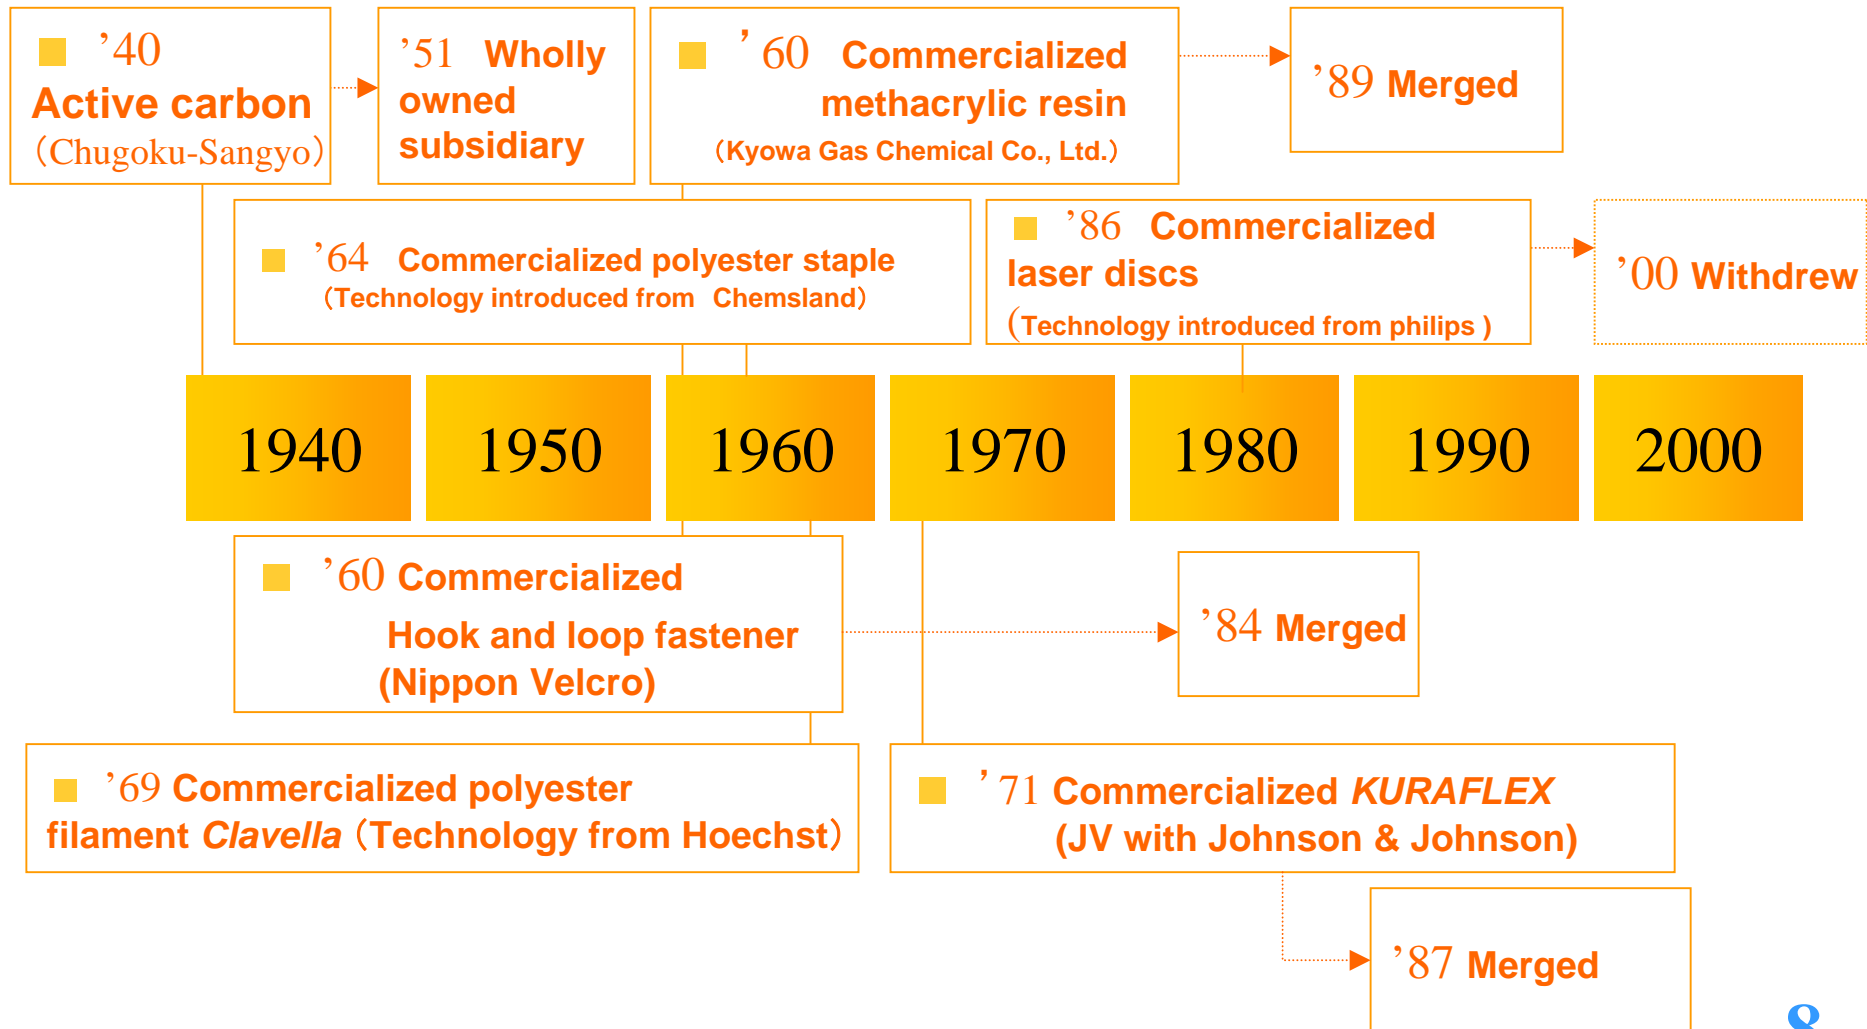 ’40
Active carbon
（Chugoku-Sangyo）
’51 Wholly
owned
subsidiary
’60 Commercialized
methacrylic resin
（Kyowa Gas Chemical Co., Ltd.）
’89 Merged
’64 Commercialized polyester staple
（Technology introduced from Chemsland）
’86 Commercialized
laser discs
(Technology introduced from philips )
’00 Withdrew
1940
1950
1960
1970
1980
1990
2000
’60 Commercialized
Hook and loop fastener
(Nippon Velcro)
’84 Merged
’69 Commercialized polyester
filament Clavella（Technology from Hoechst）
’71 Commercialized KURAFLEX
(JV with Johnson & Johnson)
’87 Merged
8